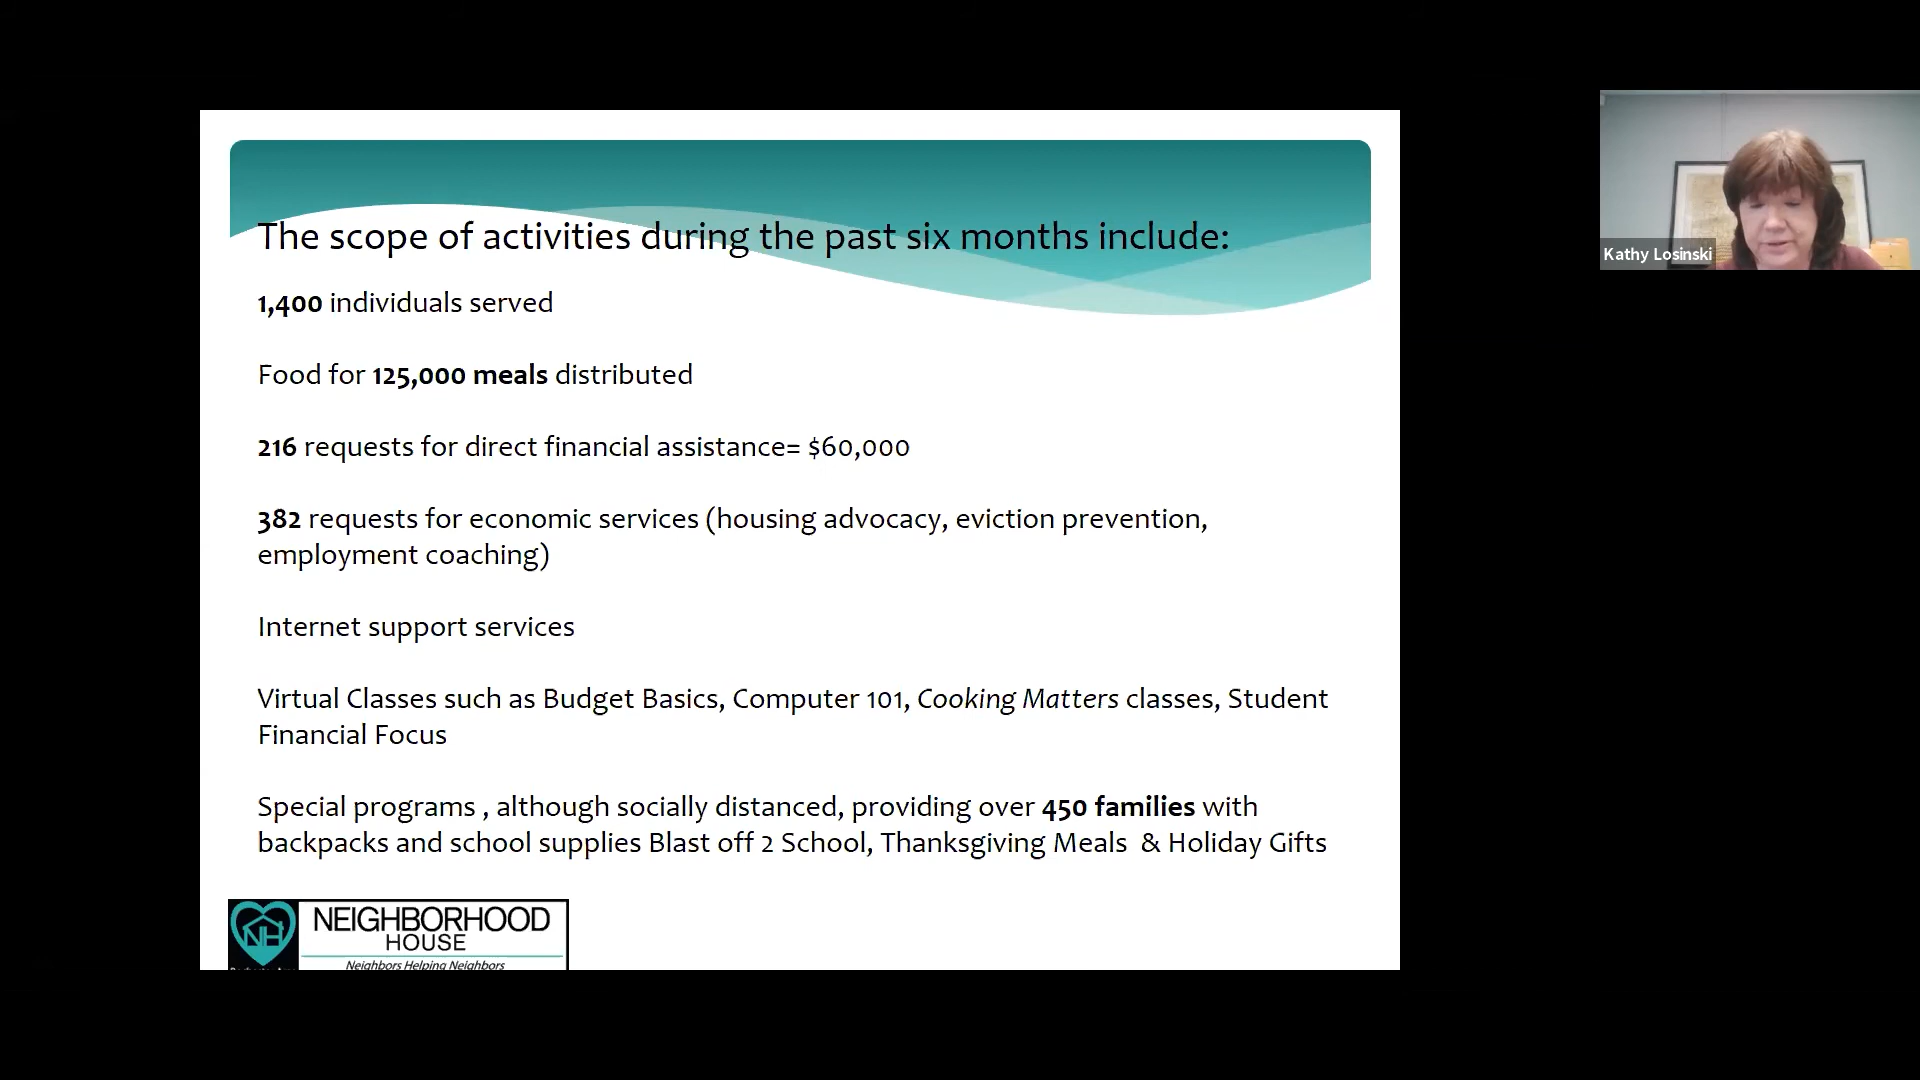 The scope of activities during the past six months include:
1,400 individuals served
Food for 125,000 meals distributed
216 requests for direct financial assistance= $60,000
382 requests for economic services (housing advocacy, eviction prevention,
employment coaching)
Internet support services
Virtual Classes such as Budget Basics, Computer 101, Cooking Matters classes, Student
Financial Focus
Special programs , although socially distanced, providing over 450 families with
backpacks and school supplies Blast off 2 School, Thanksgiving Meals & Holiday Gifts
NH
NEIGHBORHOOD
HOUSE
Neighbors Helping Neighbors
Kathy Losinski